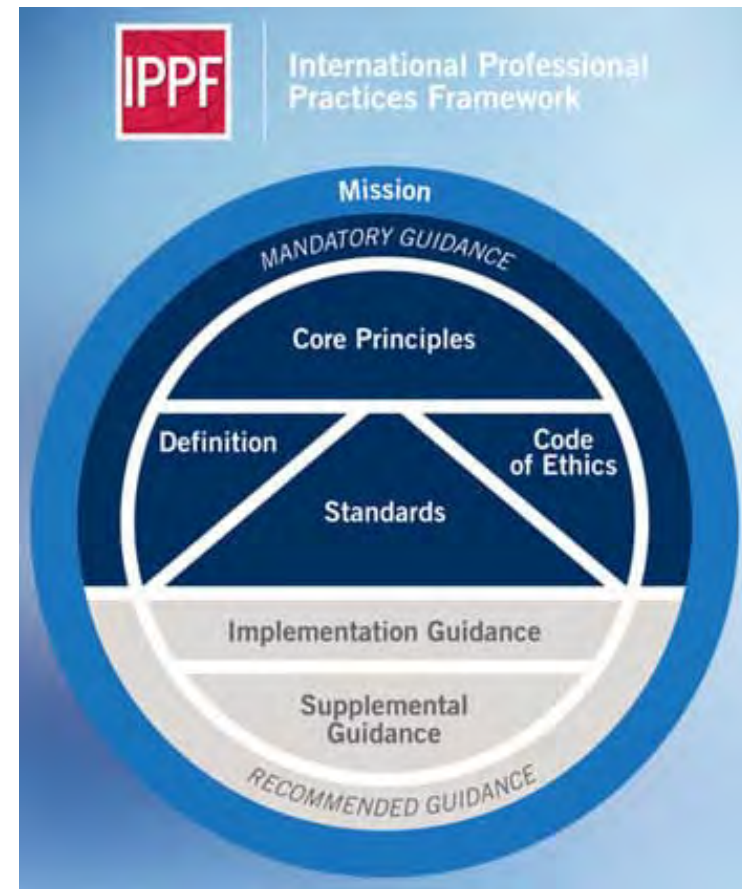 IPPF
International Professional
Practices Framework
Mission
MANDATORY GUIDANCE
Core Principles
Definition
Code
of Ethics
Standards
Implementation Guidance
Supplemental
Guidance
RECOMMENDED GUIDANCE